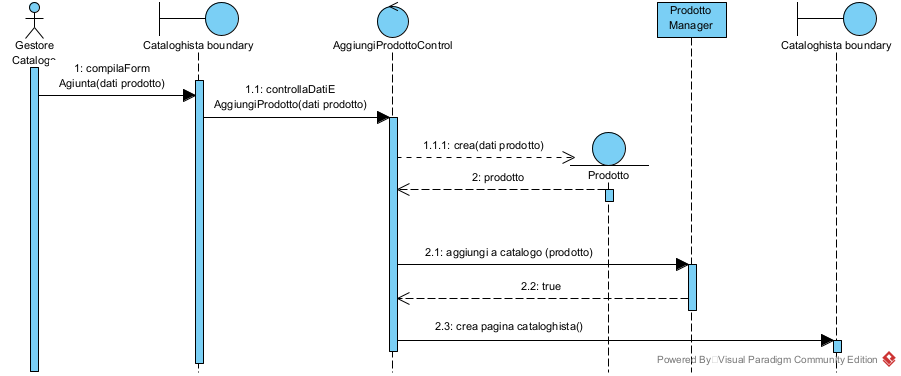 Gestore
Catalogo
Cataloghista boundary
AggiungiProdottoControl
Prodotto
Manager
Cataloghista boundary
1: compilaForm
Agiunta(dati prodotto)
1.1: controllaDatiE
AggiungiProdotto(dati prodotto)
1.1.1: crea(dati prodotto)
Prodotto
2: prodotto
2.1: aggiungi a catalogo (prodotto)
2.2: true
2.3: crea pagina cataloghista()
Powered By Visual Paradigm Community Edition